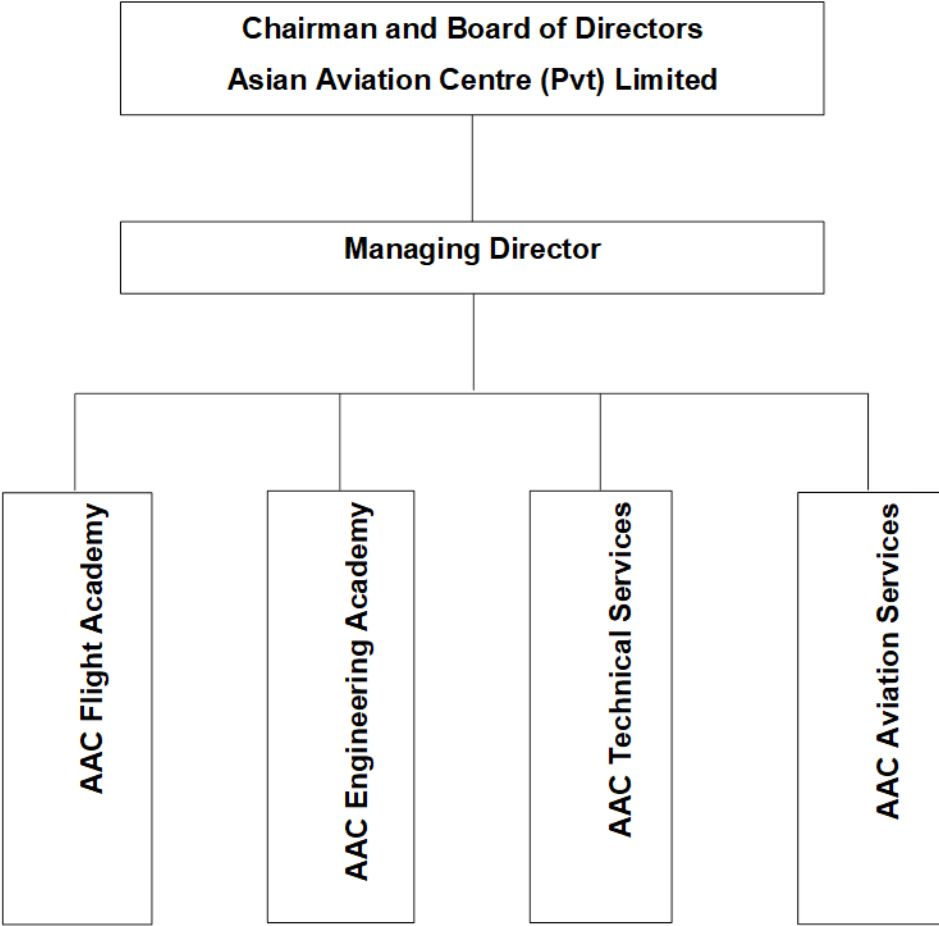 Chairman and Board of Directors
Asian Aviation Centre (Pvt) Limited
Managing Director
AAC Flight Academy
AAC Engineering Academy
AAC Technical Services
AAC Aviation Services